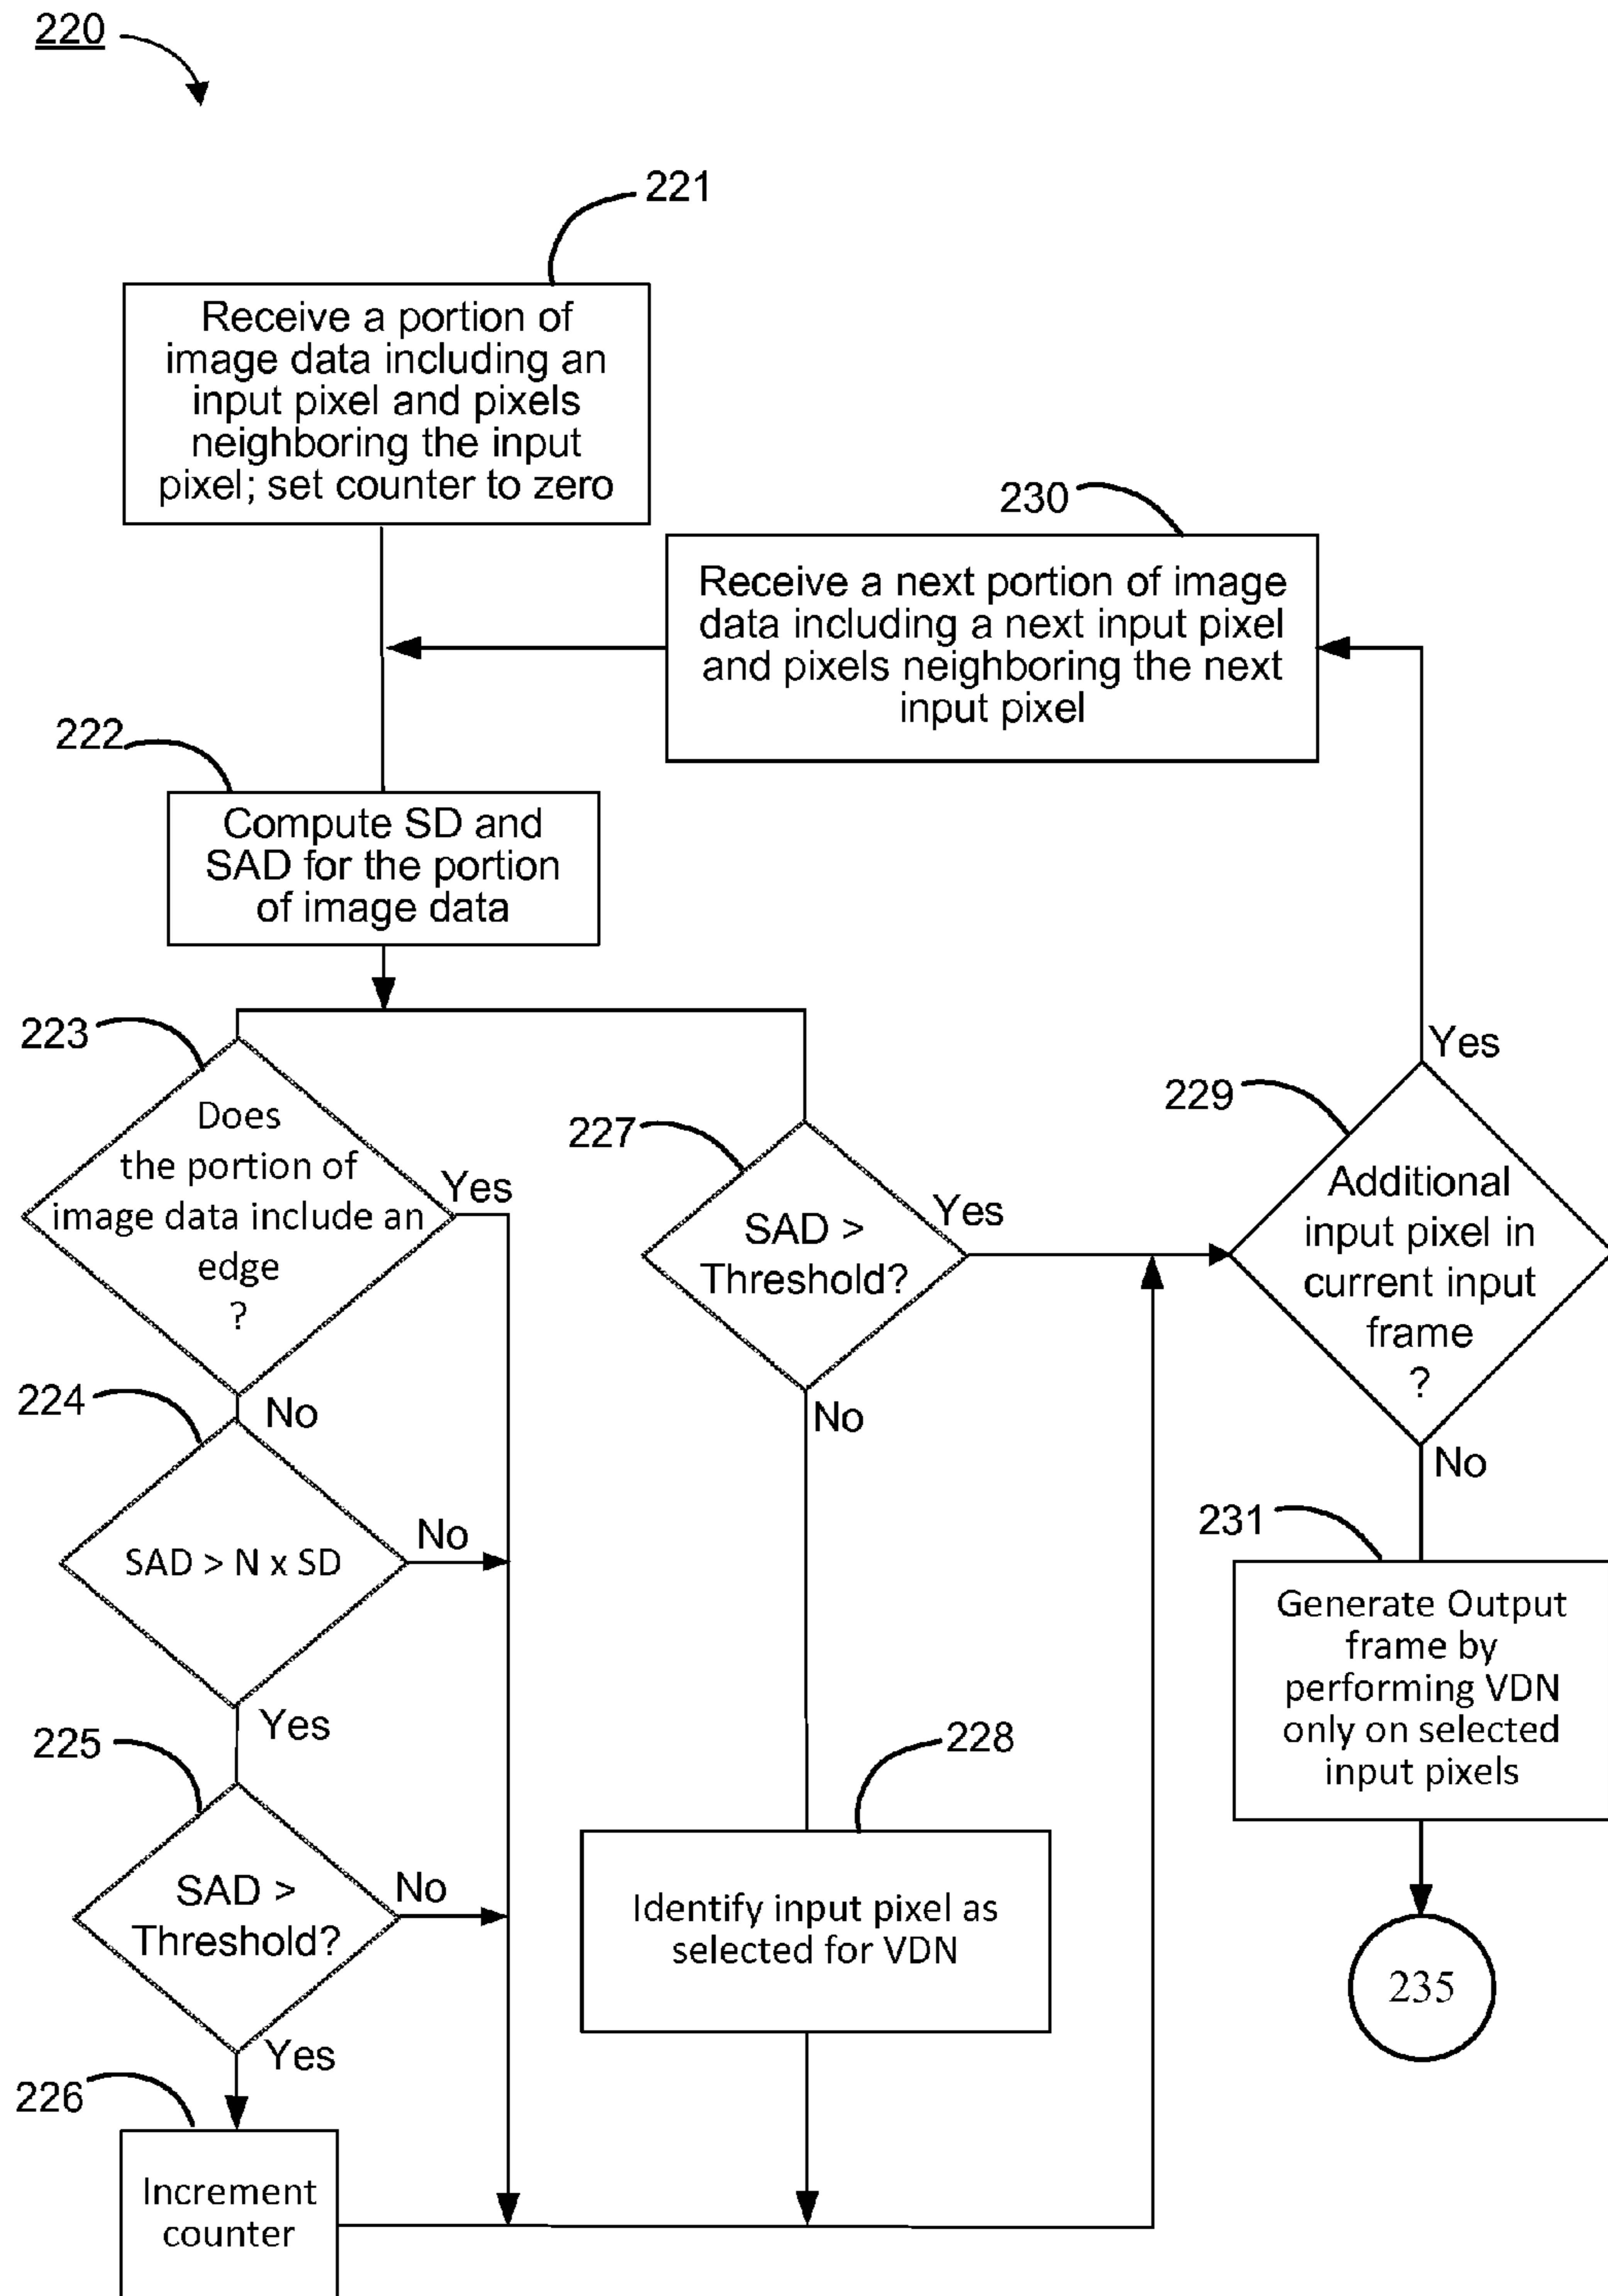 220
221
Receive a portion of
image data including an
input pixel and pixels
neighboring the input
pixel; set counter to zero
230
Receive a next portion of image
data including a next input pixel
and pixels neighboring the next
input pixel
222
Compute SD and
SAD for the portion
of image data
223
Does
the portion of
image data include an
edge
?
Yes
No
227
SAD >
Threshold?
Yes
No
229
Additional
input pixel in
current input
frame
?
Yes
No
224
SAD > N x SD
No
Yes
225
SAD >
Threshold?
No
Yes
226
Increment
counter
228
Identify input pixel as
selected for VDN
231
Generate Output
frame by
performing VDN
only on selected
input pixels
235